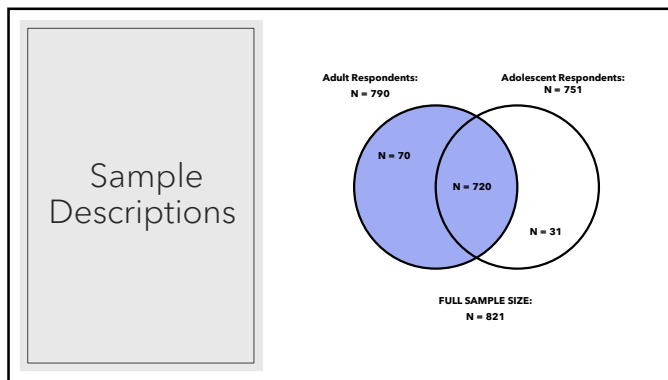 Sample
Descriptions
Adult Respondents:
N = 790
Adolescent Respondents:
N = 751
N = 70
N = 720
N = 31
FULL SAMPLE SIZE:
N = 821